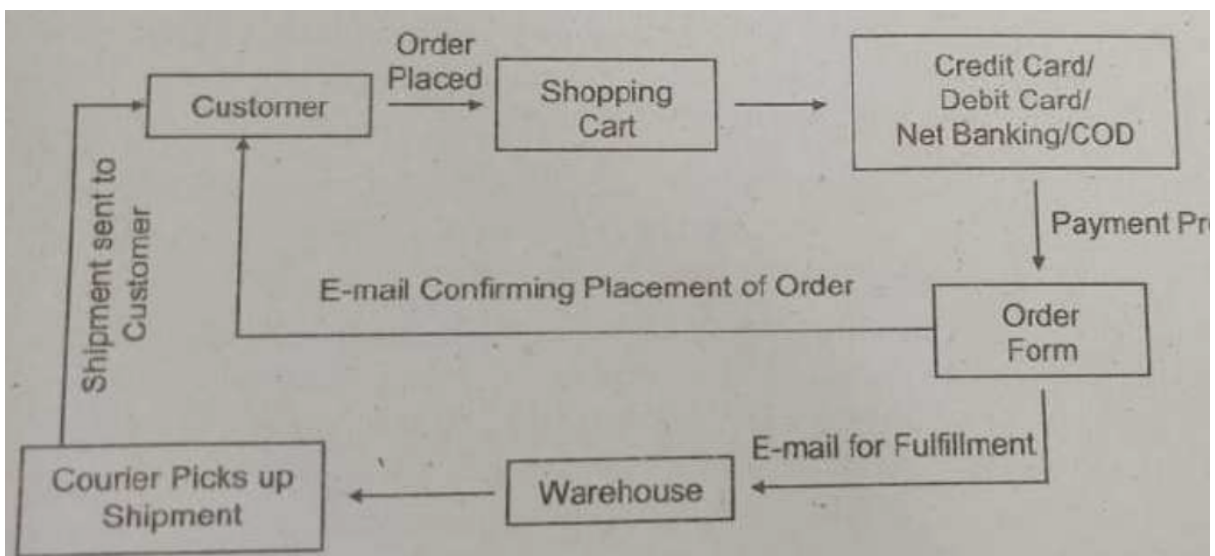 Order
Placed
Customer
Shopping
Cart
Credit Card/
Debit Card/
Net Banking/COD
Payment
Shipment sent to
Customer
E-mail Confirming Placement of Order
Order
Form
E-mail for Fulfillment
Courier Picks up
Shipment
Warehouse